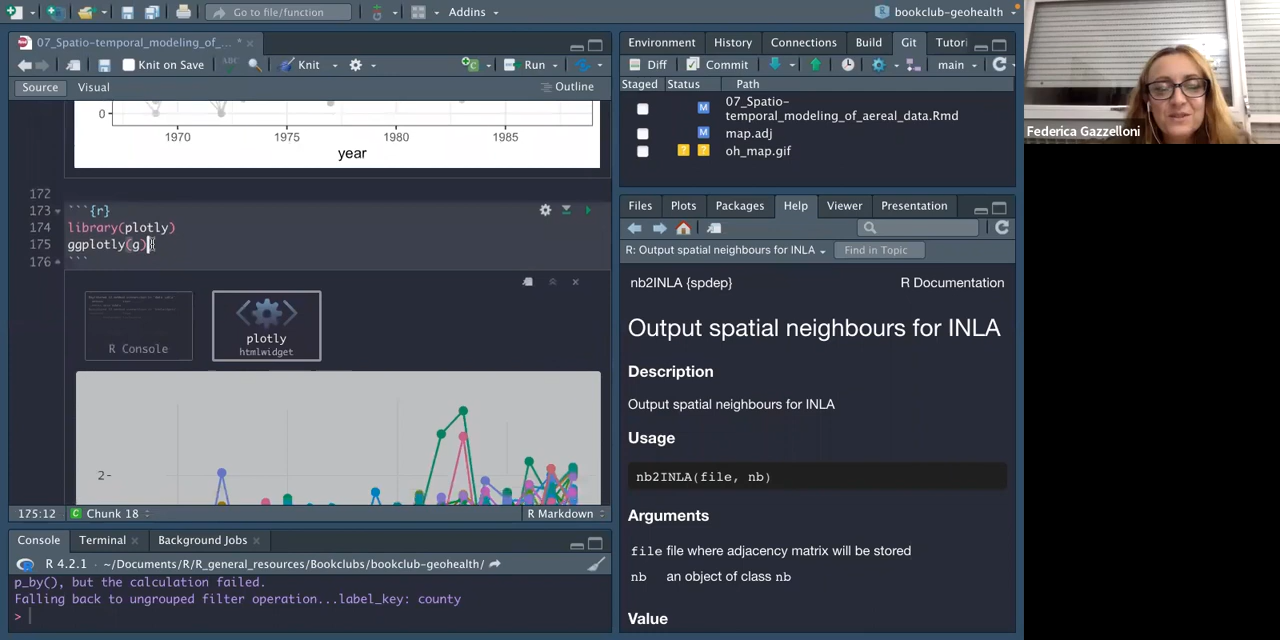 Go to file/function
Addins
bookclub-geohealth
07_Spatio-temporal_modeling_of_...* ×
Knit on Save
ABC
Knit
Run
Source
Visual
Outline
0-
1970
1975
1980
1985
year
172
173
```{r}
174
library(plotly)
175
ggplotly(g)
176
```
R Console
plotly
htmlwidget
2-
175:12
C Chunk 18
R Markdown
Console
Terminal ×
Background Jobs ×
R 4.2.1 · ~/Documents/R/R_general_resources/Bookclubs/bookclub-geohealth/
p_by(), but the calculation failed.
Falling back to ungrouped filter operation...label_key: county
>
Environment
History
Connections
Build
Git
Tutori
Diff
Commit
main
Staged
Status
Path
M
07_Spatio-
temporal_modeling_of_aereal_data.Rmd
M
map.adj
? ?
oh_map.gif
Files
Plots
Packages
Help
Viewer
Presentation
R: Output spatial neighbours for INLA
Find in Topic
nb2INLA {spdep}
R Documentation
Output spatial neighbours for INLA
Description
Output spatial neighbours for INLA
Usage
nb2INLA(file, nb)
Arguments
file file where adjacency matrix will be stored
nb an object of class nb
Value
Federica Gazzelloni